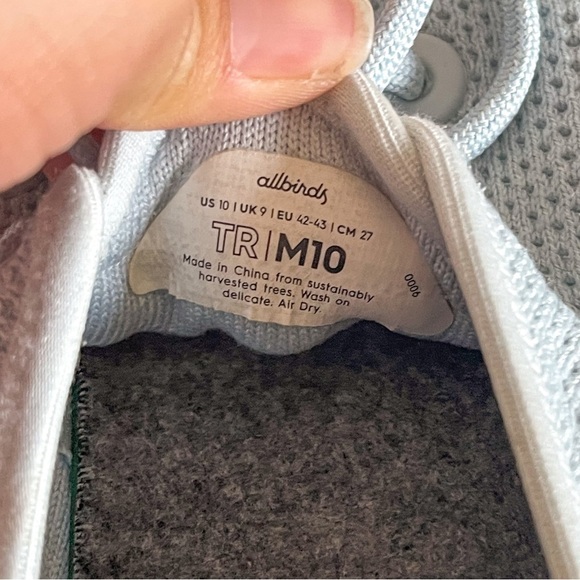 allbirds
US 10 | UK 9 | EU 42-43 | CM 27
TR|M10
Made in China from sustainably
harvested trees. Wash on
delicate. Air Dry.
0006